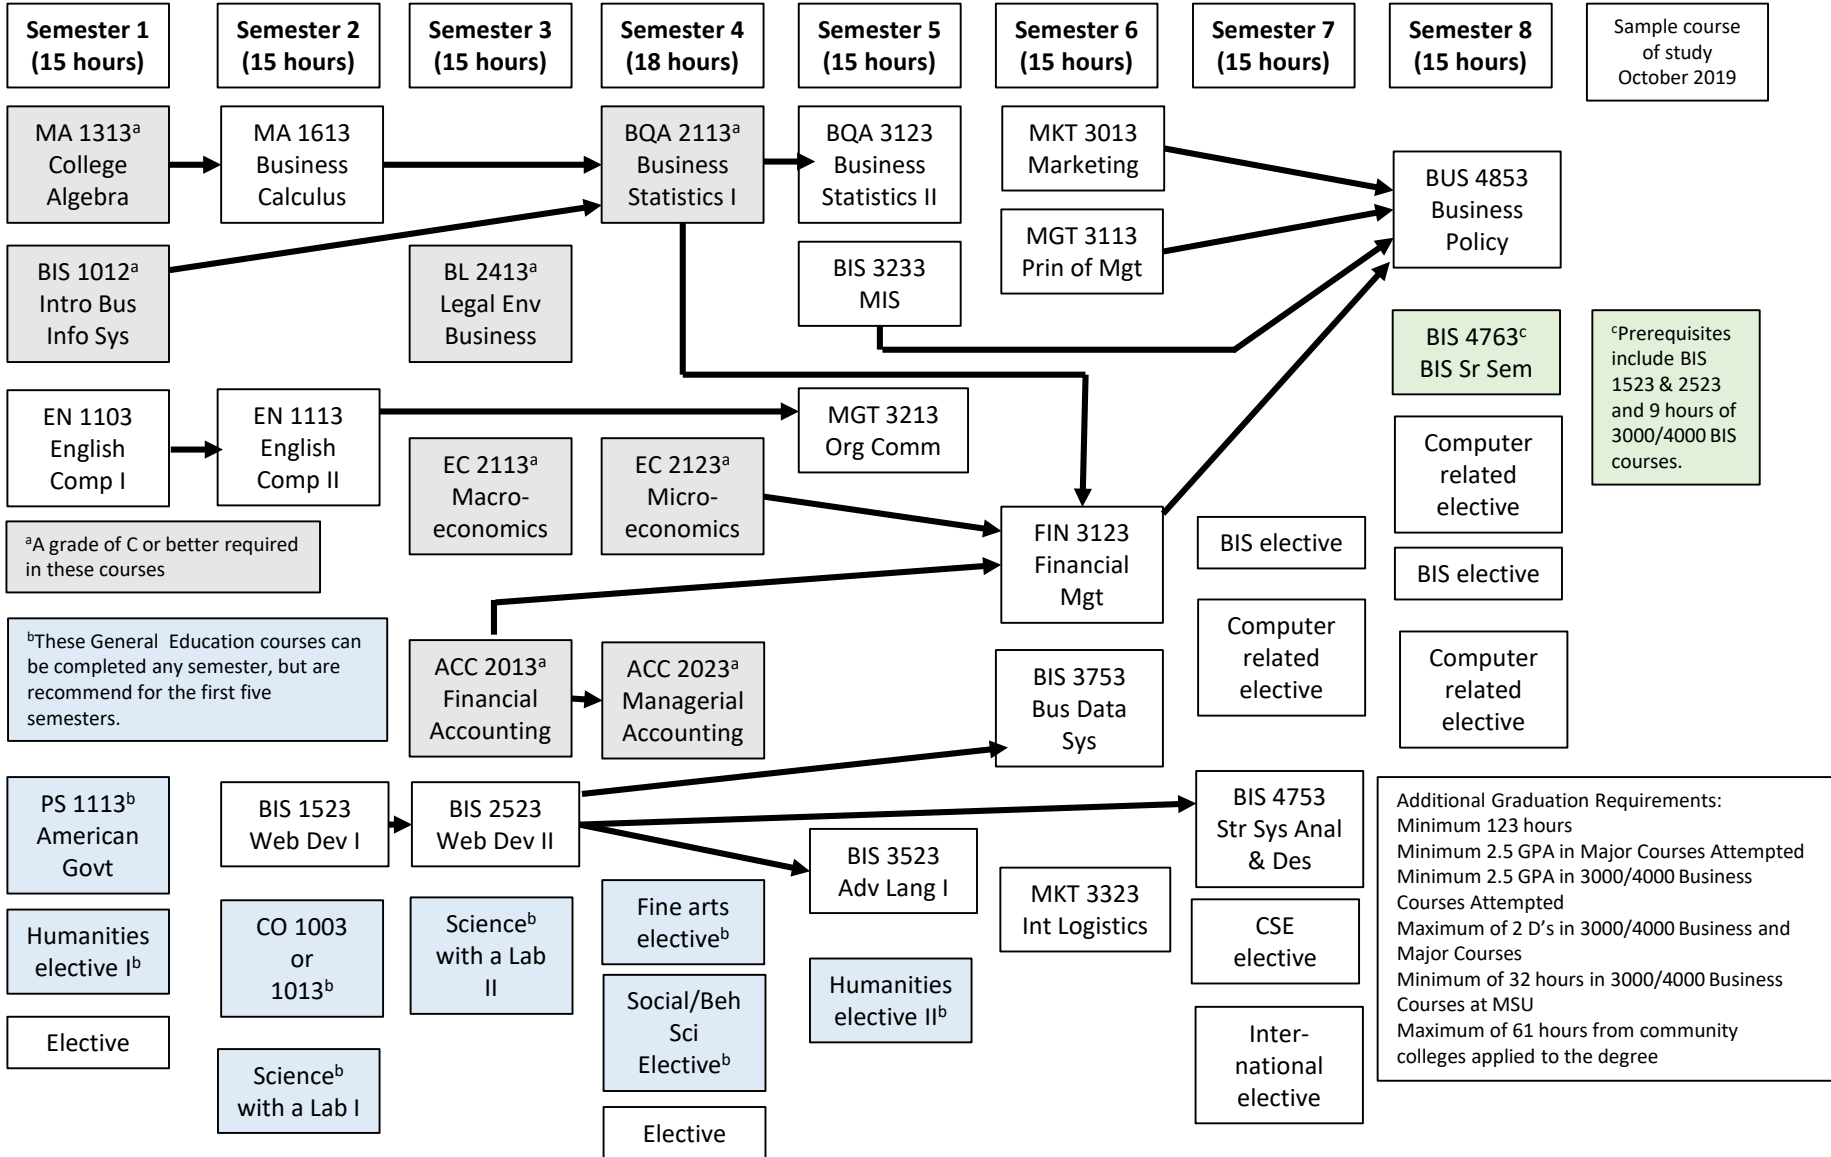 Semester 1
(15 hours)
Semester 2
(15 hours)
Semester 3
(15 hours)
Semester 4
(18 hours)
Semester 5
(15 hours)
Semester 6
(15 hours)
Semester 7
(15 hours)
Semester 8
(15 hours)
Sample course
of study
October 2019
MA 1313ᵃ
College
Algebra
MA 1613
Business
Calculus
BQA 2113ᵃ
Business
Statistics I
BQA 3123
Business
Statistics II
MKT 3013
Marketing
BUS 4853
Business
Policy
MGT 3113
Prin of Mgt
BIS 1012ᵃ
Intro Bus
Info Sys
BL 2413ᵃ
Legal Env
Business
BIS 3233
MIS
BIS 4763ᶜ
BIS Sr Sem
ᶜPrerequisites
include BIS
1523 & 2523
and 9 hours of
3000/4000 BIS
courses.
EN 1103
English
Comp I
EN 1113
English
Comp II
MGT 3213
Org Comm
EC 2113ᵃ
Macro-
economics
EC 2123ᵃ
Micro-
economics
Computer
related
elective
FIN 3123
Financial
Mgt
BIS elective
BIS elective
ᵃA grade of C or better required
in these courses
ᵇThese General  Education courses can
be completed any semester, but are
recommend for the first five
semesters.
ACC 2013ᵃ
Financial
Accounting
ACC 2023ᵃ
Managerial
Accounting
BIS 3753
Bus Data
Sys
Computer
related
elective
Computer
related
elective
PS 1113ᵇ
American
Govt
BIS 1523
Web Dev I
BIS 2523
Web Dev II
BIS 3523
Adv Lang I
BIS 4753
Str Sys Anal
& Des
Additional Graduation Requirements:
Minimum 123 hours
Minimum 2.5 GPA in Major Courses Attempted
Minimum 2.5 GPA in 3000/4000 Business
Courses Attempted
Maximum of 2 D’s in 3000/4000 Business and
Major Courses
Minimum of 32 hours in 3000/4000 Business
Courses at MSU
Maximum of 61 hours from community
colleges applied to the degree
Humanities
elective Iᵇ
CO 1003
or
1013ᵇ
Scienceᵇ
with a Lab
II
Fine arts
electiveᵇ
MKT 3323
Int Logistics
CSE
elective
Social/Beh
Sci
Electiveᵇ
Humanities
elective IIᵇ
Elective
Scienceᵇ
with a Lab I
Inter-
national
elective
Elective